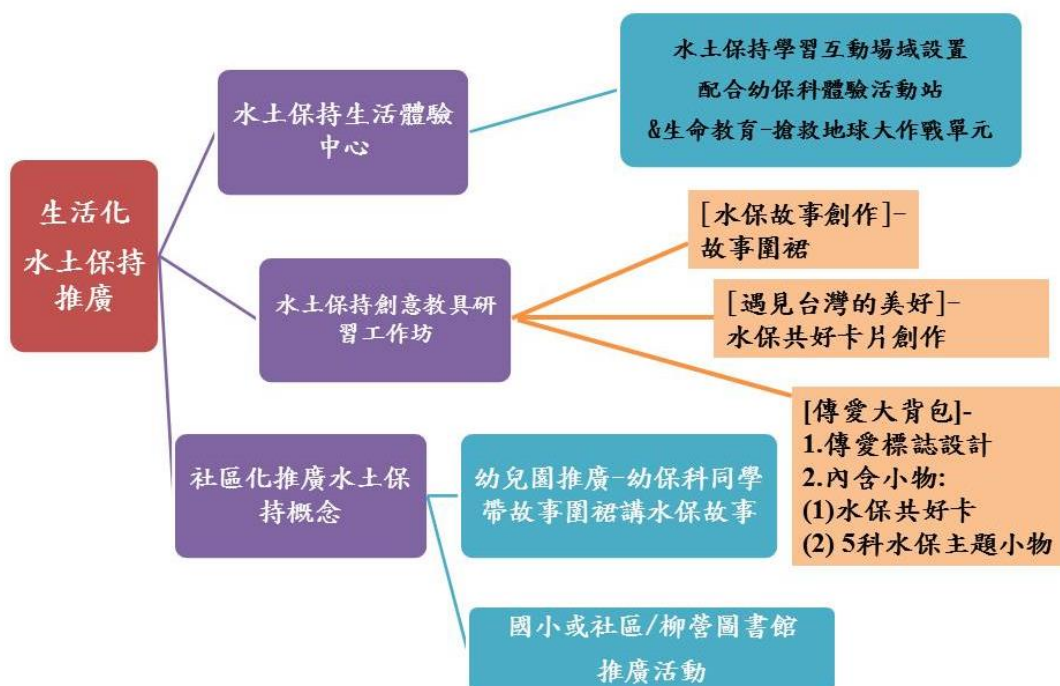 生活化
水土保持
推廣
水土保持生活體驗
中心
水土保持學習互動場域設置
配合幼保科體驗活動站
&生命教育-搶救地球大作戰單元
水土保持創意教具研
習工作坊
[水保故事創作]-
故事圍裙
[遇見台灣的美好]-
水保共好卡片創作
[傳愛大背包]-
1.傳愛標誌設計
2.內含小物:
(1)水保共好卡
(2) 5科水保主題小物
社區化推廣水土保
持概念
幼兒園推廣-幼保科同學
帶故事圍裙講水保故事
國小或社區/柳營圖書館
推廣活動